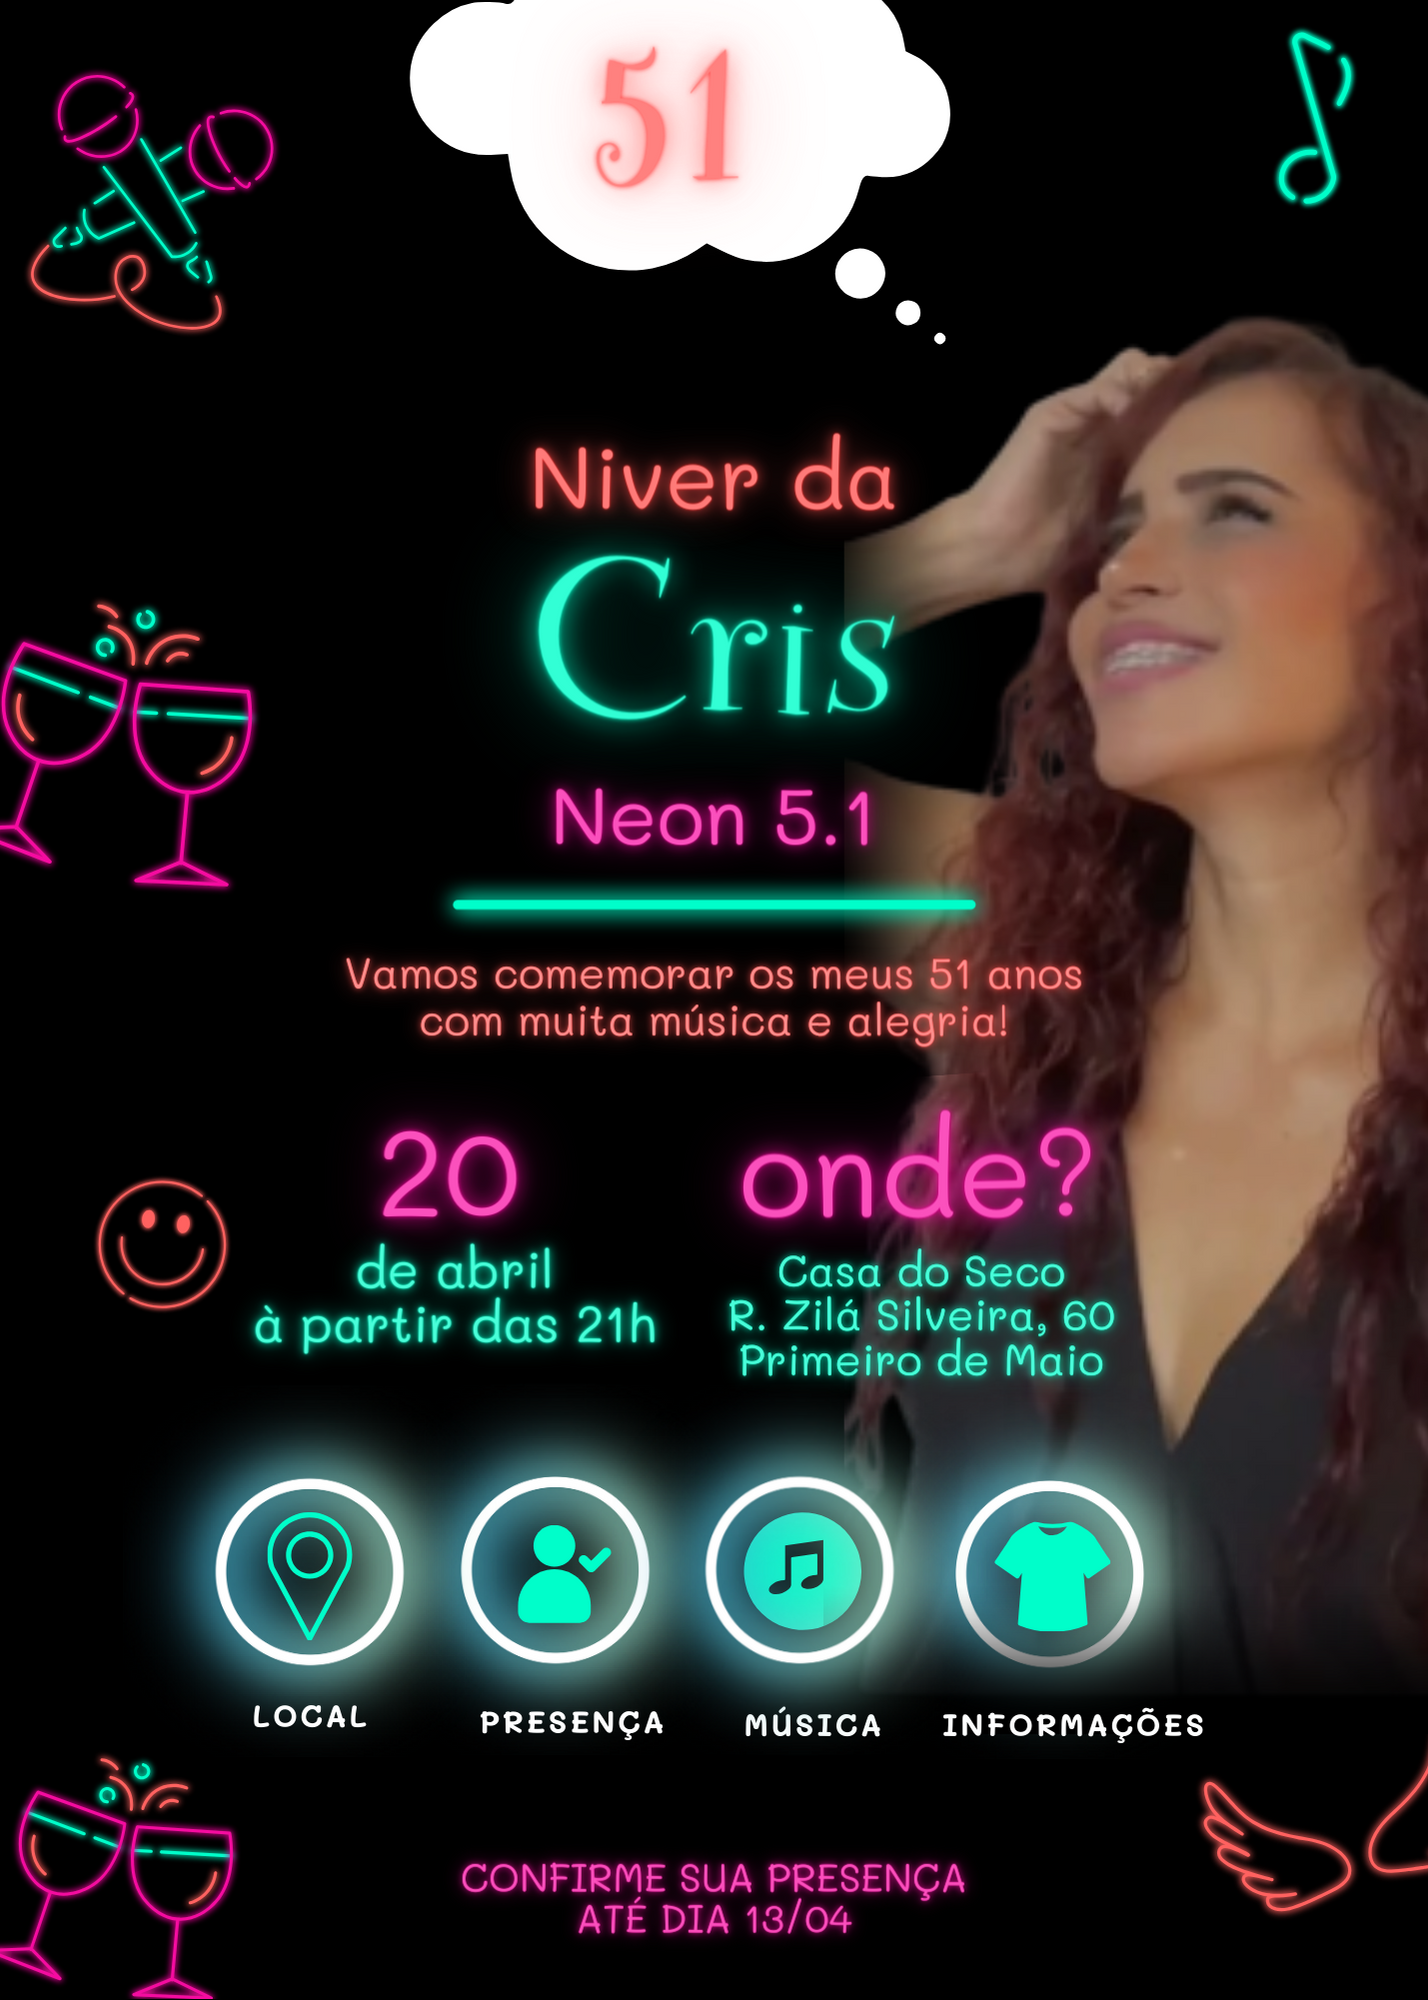 51
Niver da
Cris
Neon 5.1
Vamos comemorar os meus 51 anos
com muita música e alegria!
20
de abril
à partir das 21h
onde?
Casa do Seco
R. Zilá Silveira, 60
Primeiro de Maio
LOCAL
PRESENÇA
MÚSICA
INFORMAÇÕES
CONFIRME SUA PRESENÇA
ATÉ DIA 13/04